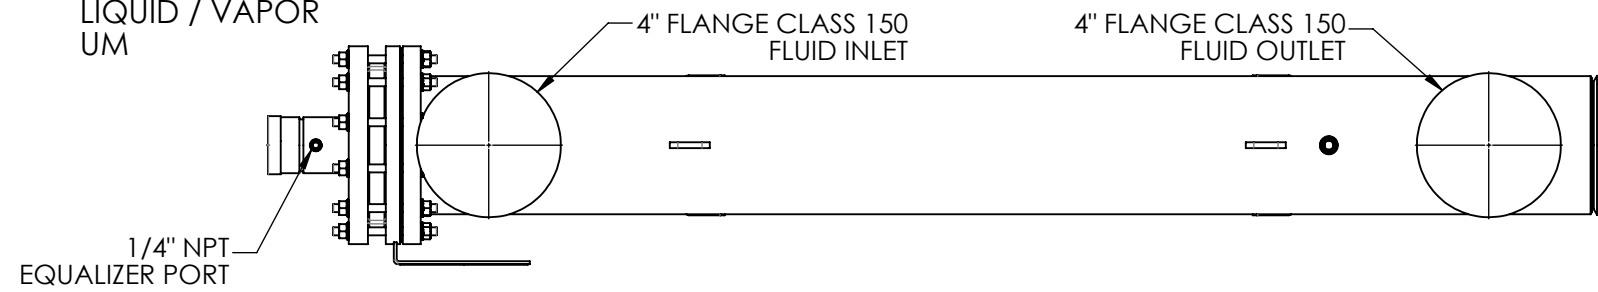 LIQUID / VAPOR
UM
4" FLANGE CLASS 150
FLUID INLET
4" FLANGE CLASS 150
FLUID OUTLET
1/4" NPT
EQUALIZER PORT